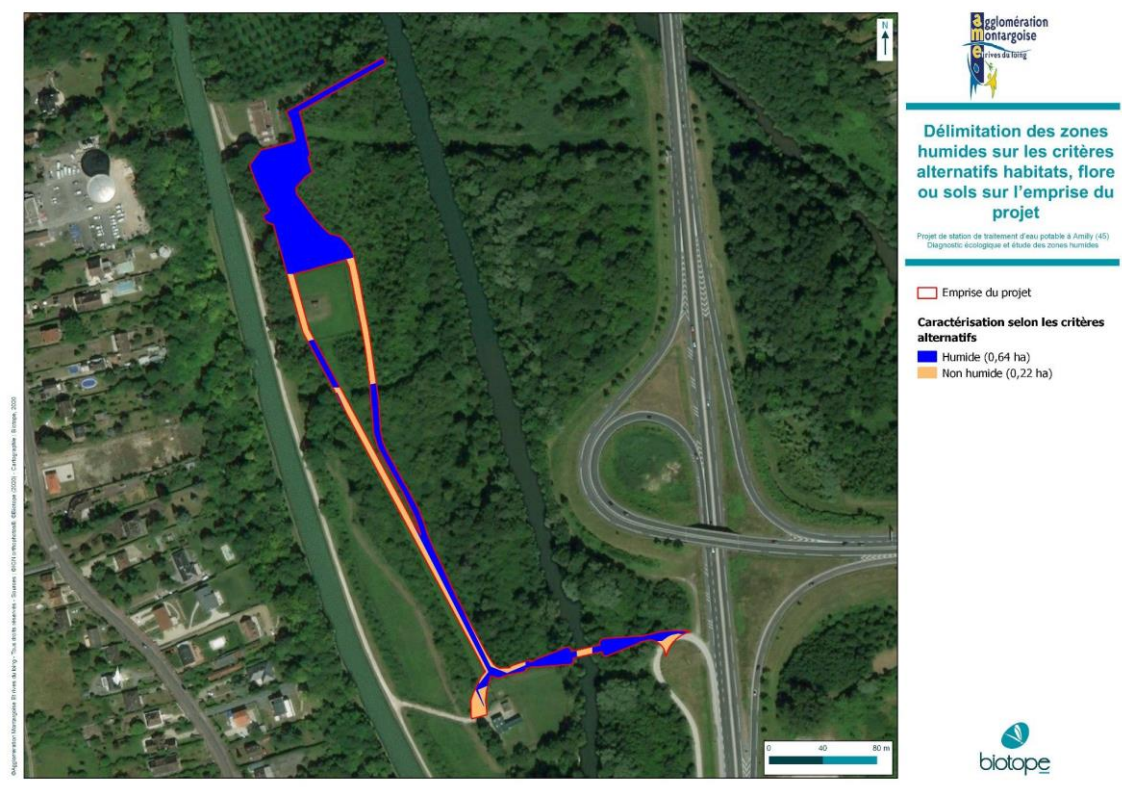 N
agglomération
montargoise
et rives du loing
ame
Délimitation des zones
humides sur les critères
alternatifs habitats, flore
ou sols sur l'emprise du
projet
Projet de station de traitement d'eau potable à Amilly (45)
Diagnostic écologique et étude des zones humides
Emprise du projet
Caractérisation selon les critères
alternatifs
Humide (0,64 ha)
Non humide (0,22 ha)
0 40 80 m
biotope